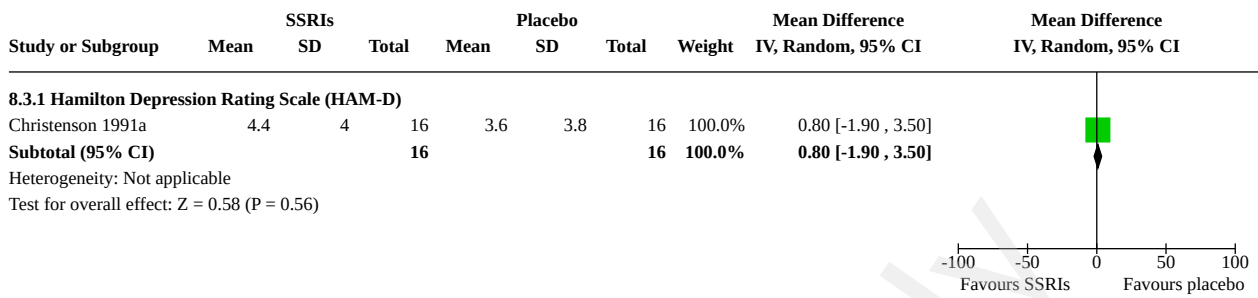 SSRIs Placebo Mean Difference Mean Difference
Study or Subgroup Mean SD Total Mean SD Total Weight IV, Random, 95% CI IV, Random, 95% CI
8.3.1 Hamilton Depression Rating Scale (HAM-D)
Christenson 1991a 4.4 4 16 3.6 3.8 16 100.0% 0.80 [-1.90 , 3.50]
Subtotal (95% CI) 16 16 100.0% 0.80 [-1.90 , 3.50]
Heterogeneity: Not applicable
Test for overall effect: Z = 0.58 (P = 0.56)
-100 -50 0 50 100
Favours SSRIs Favours placebo